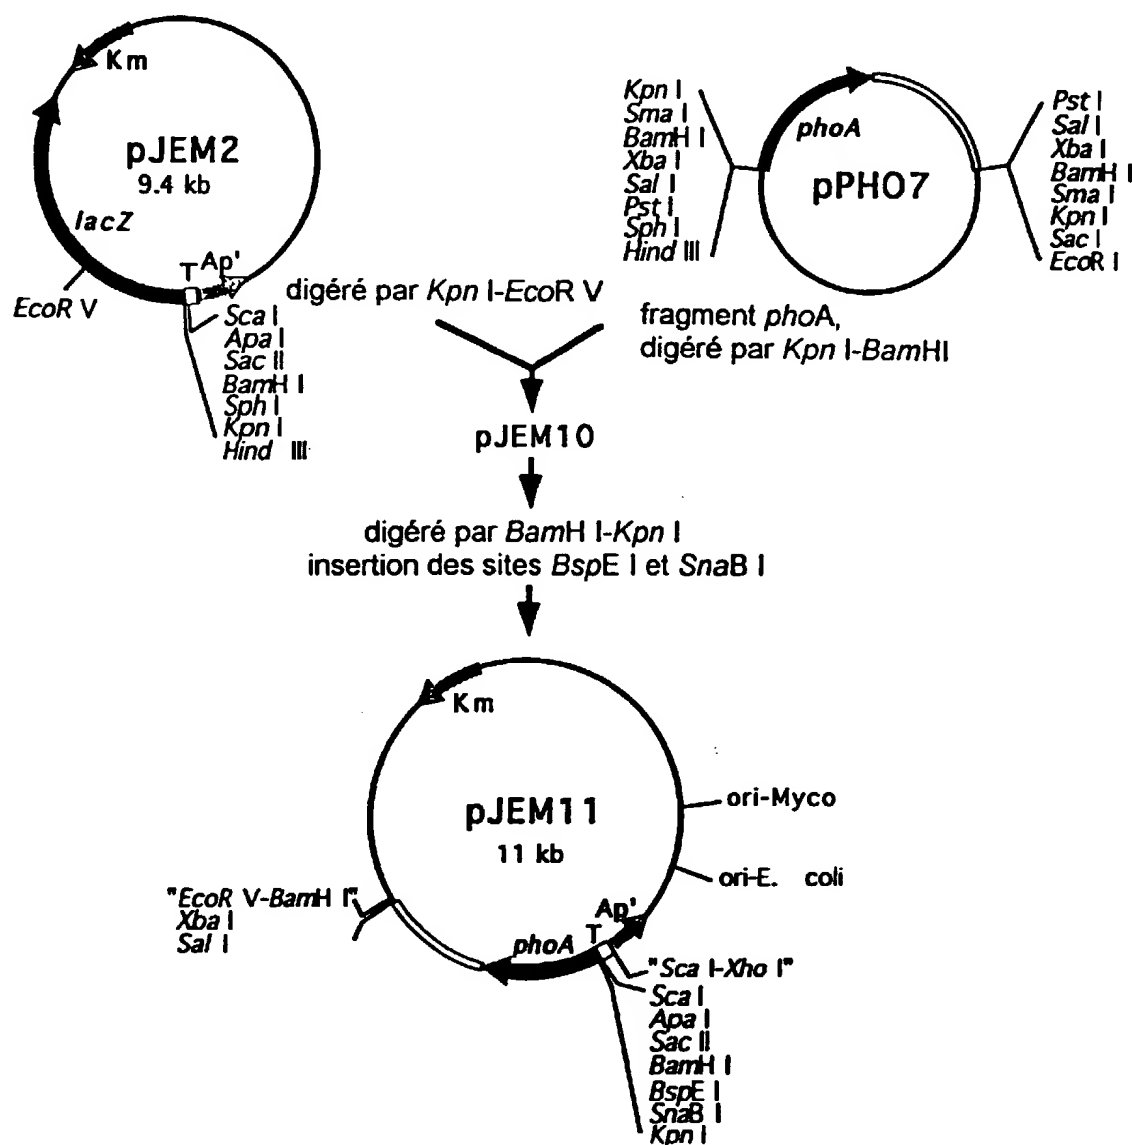 Km
pJEM2
9.4 kb
lacZ
T Ap'
EcoR V
Sca I
Apa I
Sac II
BamH I
Sph I
Kpn I
Hind III
Kpn I
Sma I
BamH I
Xba I
Sal I
Pst I
Sph I
Hind III
phoA
pPHO7
Pst I
Sal I
Xba I
BamH I
Sma I
Kpn I
Sac I
EcoR I
digéré par Kpn I-EcoR V
fragment phoA,
digéré par Kpn I-BamHI
pJEM10
digéré par BamH I-Kpn I
insertion des sites BspE I et SnaB I
Km
pJEM11
11 kb
ori-Myco
ori-E. coli
"EcoR V-BamH I"
Xba I
Sal I
phoA
T Ap'
"Sca I-Xho I"
Sca I
Apa I
Sac II
BamH I
BspE I
SnaB I
Kpn I